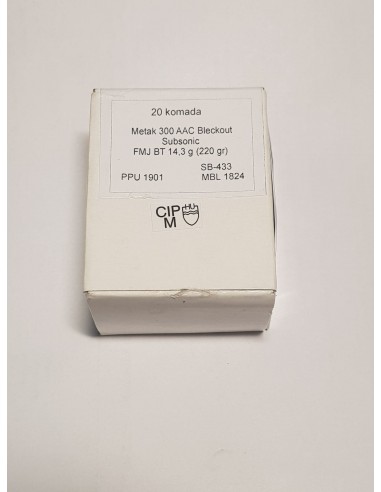 20 komada
Metak 300 AAC Bleckout
Subsonic
FMJ BT 14,3 g (220 gr)
SB-433
PPU 1901 MBL 1824
CIP HU
M